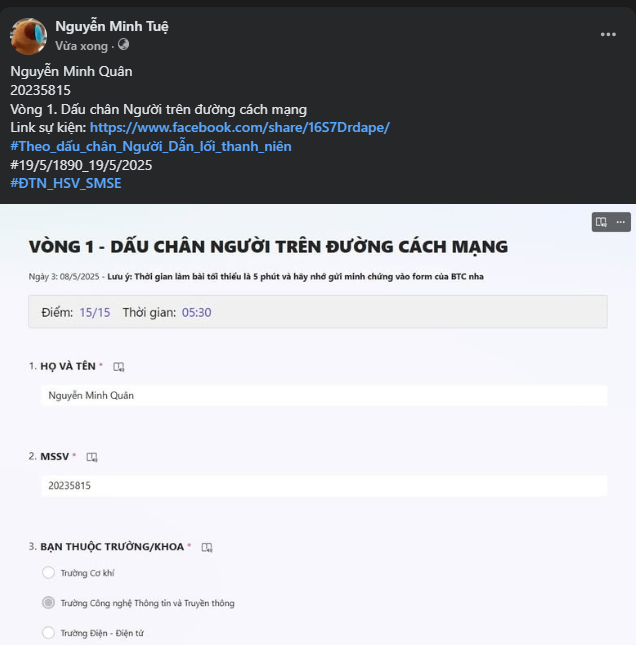 Nguyễn Minh Tuệ
Vừa xong ·
Nguyễn Minh Quân
20235815
Vòng 1. Dấu chân Người trên đường cách mạng
Link sự kiện: https://www.facebook.com/share/16S7Drdape/
#Theo_dấu_chân_Người_Dẫn_lối_thanh_niên
#19/5/1890_19/5/2025
#ĐTN_HSV_SMSE
VÒNG 1 - DẤU CHÂN NGƯỜI TRÊN ĐƯỜNG CÁCH MẠNG
Ngày 3: 08/5/2025 - Lưu ý: Thời gian làm bài tối thiểu là 5 phút và hãy nhớ gửi minh chứng vào form của BTC nha
Điểm: 15/15 Thời gian: 05:30
1. HỌ VÀ TÊN *
Nguyễn Minh Quân
2. MSSV *
20235815
3. BẠN THUỘC TRƯỜNG/KHOA *
Trường Cơ khí
Trường Công nghệ Thông tin và Truyền thông
Trường Điện - Điện tử